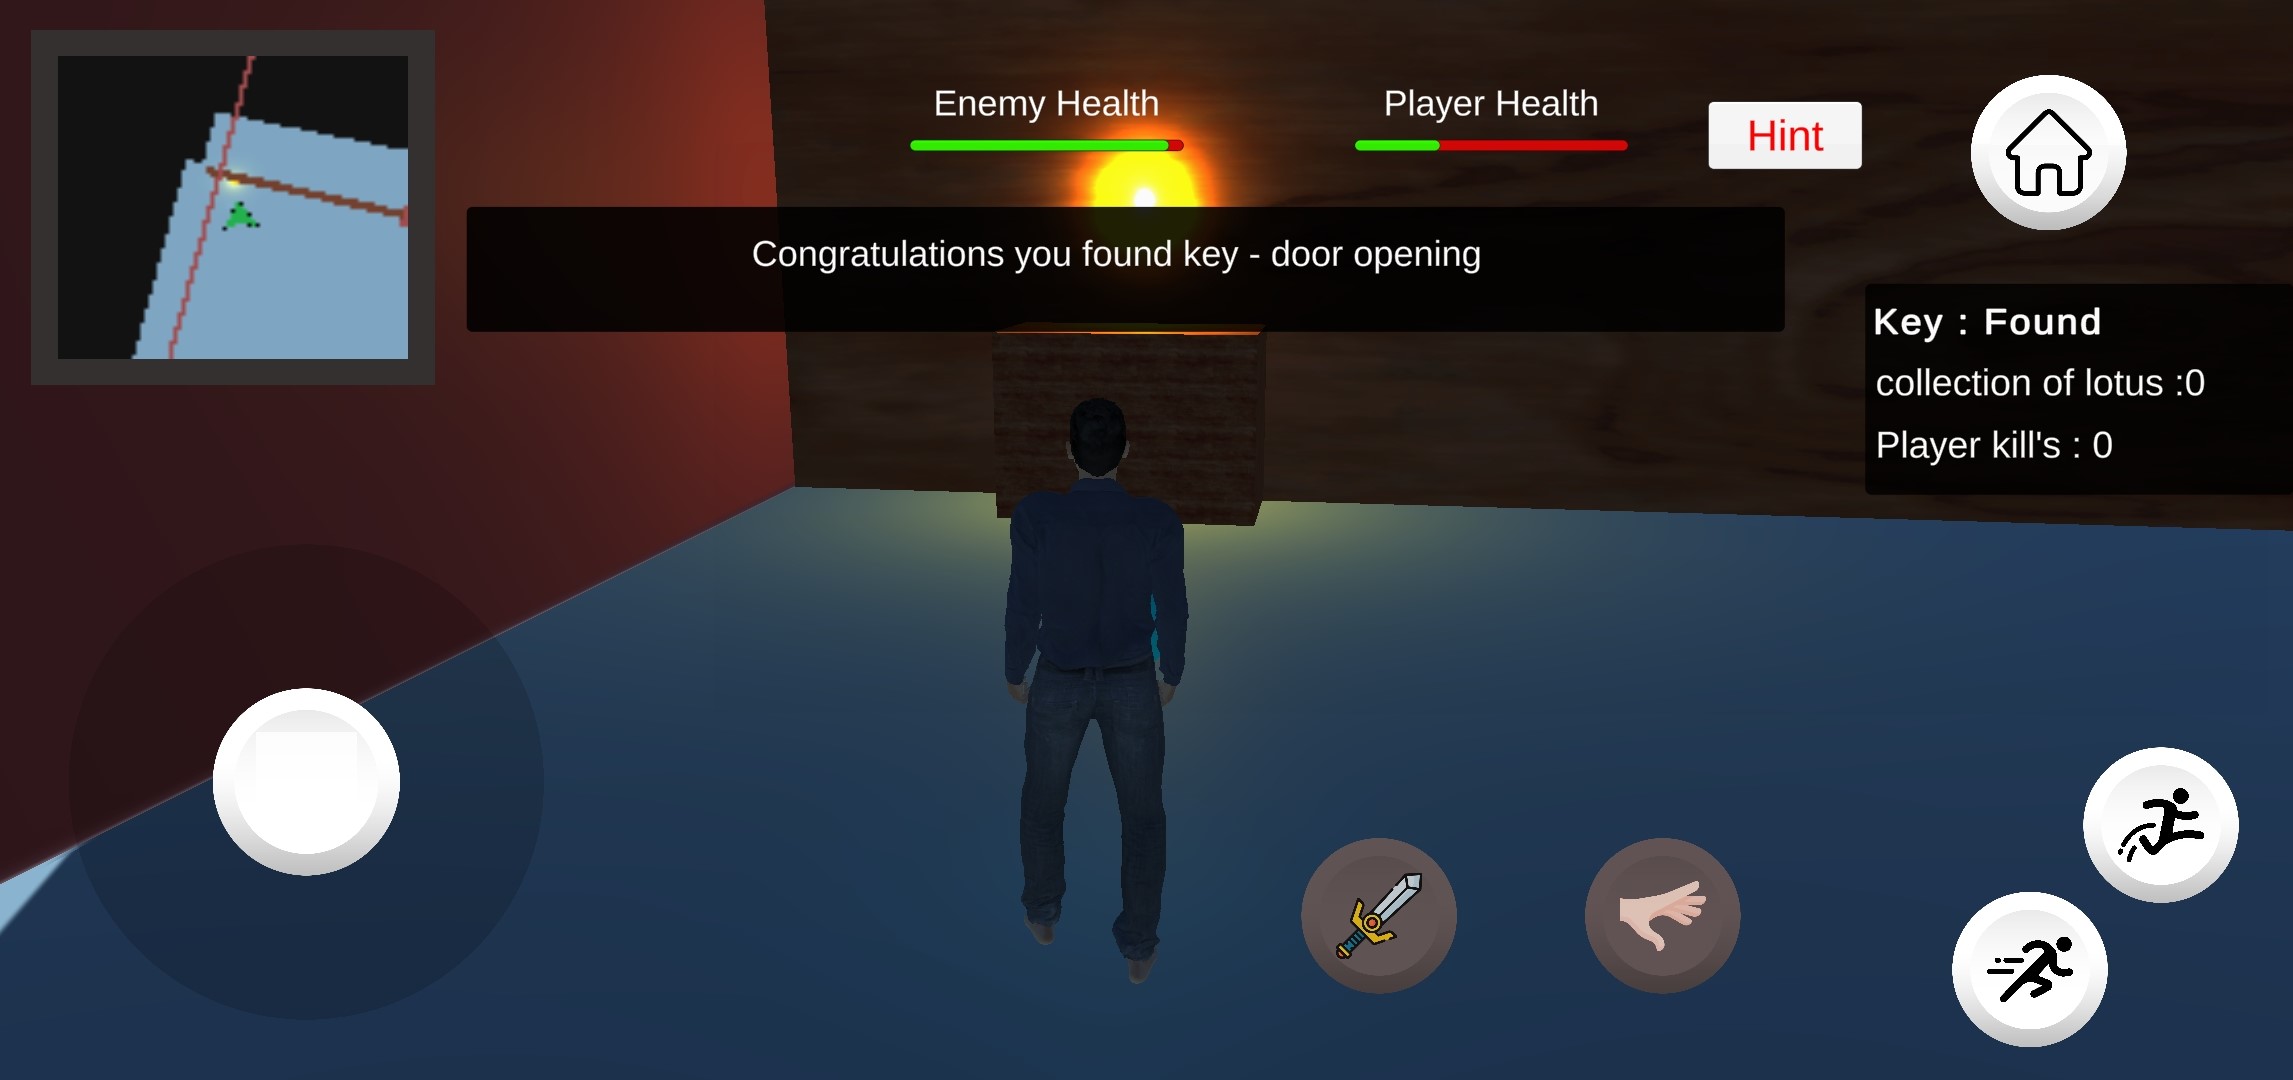 Enemy Health
Player Health
Hint
Congratulations you found key - door opening
Key : Found
collection of lotus :0
Player kill's : 0